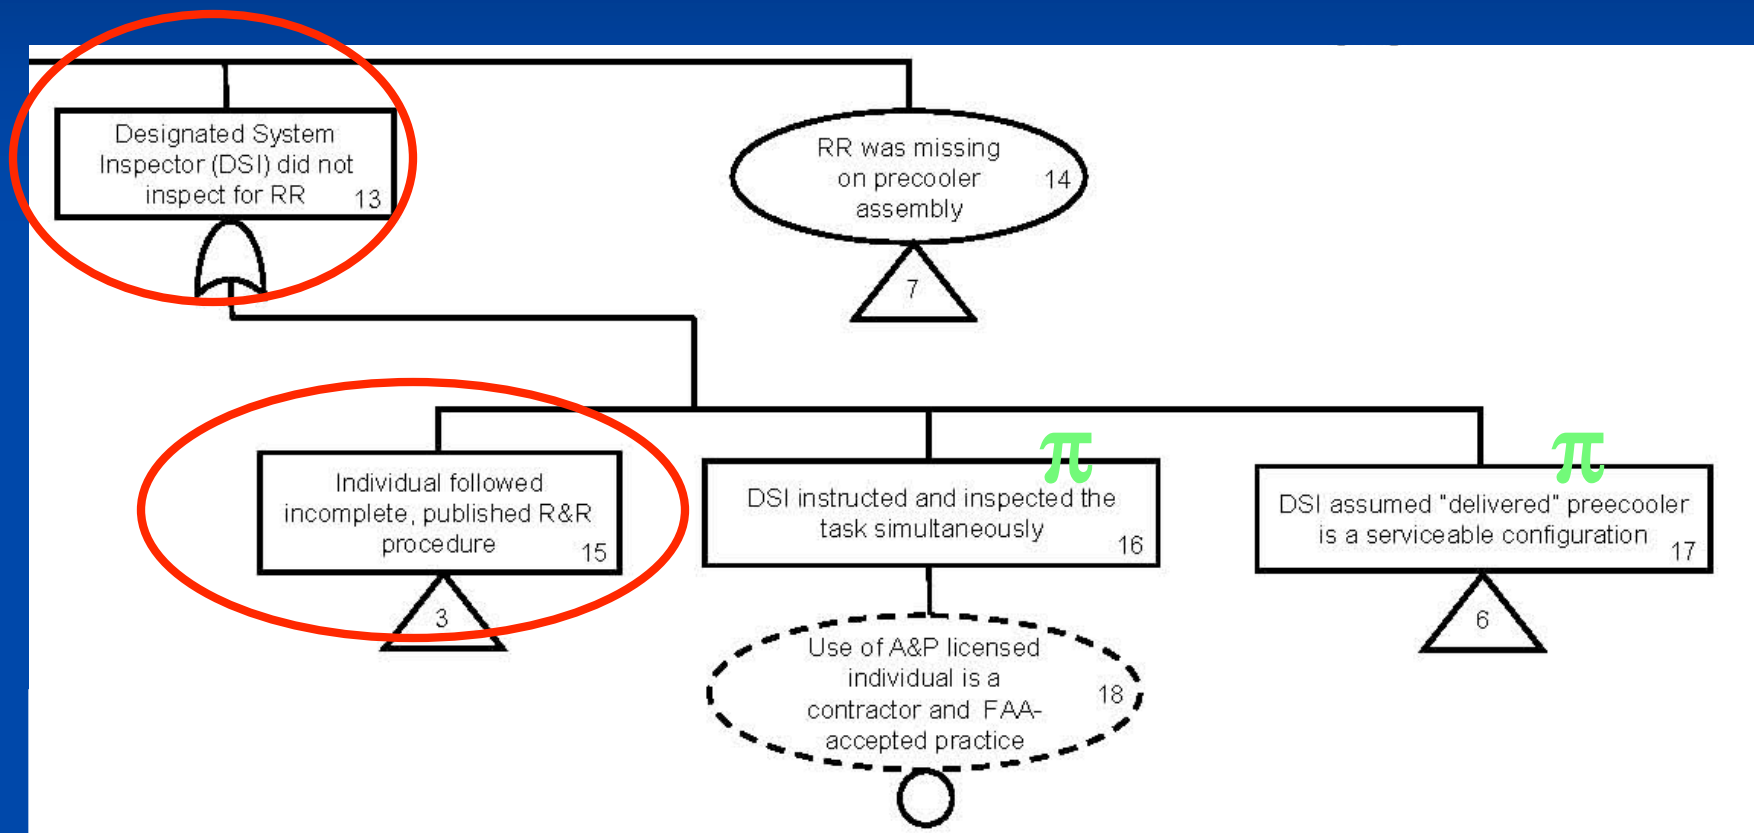 Designated System
Inspector (DSI) did not
inspect for RR
13
RR was missing
on precooler
assembly
14
7
Individual followed
incomplete, published R&R
procedure
15
3
π
DSI instructed and inspected the
task simultaneously
16
π
DSI assumed "delivered" preecooler
is a serviceable configuration
17
6
Use of A&P licensed
individual is a
contractor and FAA-
accepted practice
18